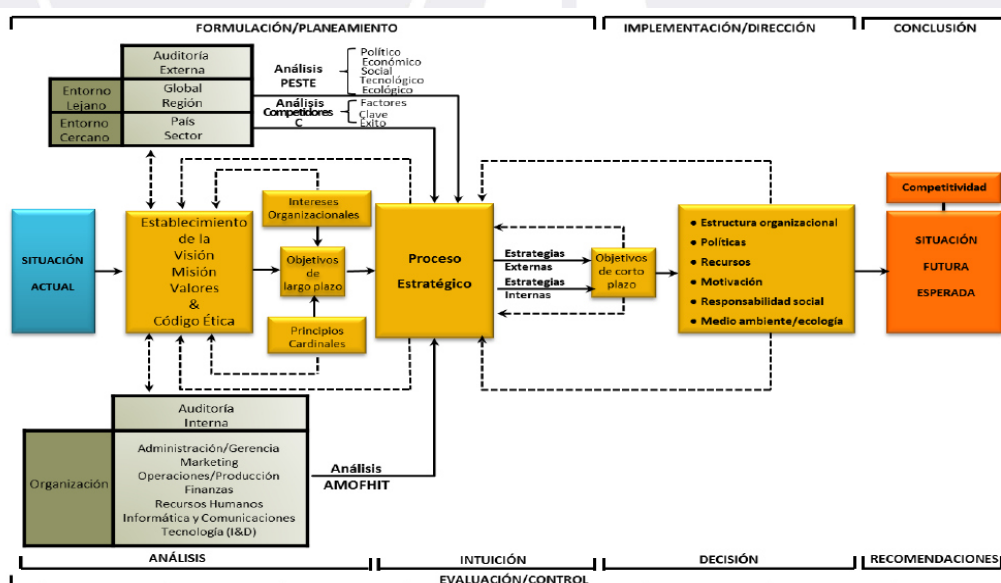 FORMULACIÓN/PLANEAMIENTO
IMPLEMENTACIÓN/DIRECCIÓN
CONCLUSIÓN
Auditoría
Externa
Entorno
Lejano
Global
Región
Entorno
Cercano
País
Sector
Análisis
PESTE
Político
Económico
Social
Tecnológico
Ecológico
Análisis
Competidores
C
Factores
Clave
Éxito
SITUACIÓN
ACTUAL
Establecimiento
de la
Visión
Misión
Valores
&
Código Ética
Intereses
Organizacionales
Objetivos
de
largo plazo
Principios
Cardinales
Proceso
Estratégico
Estrategias
Externas
Estrategias
Internas
Objetivos
de corto
plazo
• Estructura organizacional
• Políticas
• Recursos
• Motivación
• Responsabilidad social
• Medio ambiente/ecología
Competitividad
SITUACIÓN
FUTURA
ESPERADA
Auditoría
Interna
Organización
Administración/Gerencia
Marketing
Operaciones/Producción
Finanzas
Recursos Humanos
Informática y Comunicaciones
Tecnología (I&D)
Análisis
AMOFHIT
ANÁLISIS
INTUICIÓN
DECISIÓN
RECOMENDACIONES
EVALUACIÓN/CONTROL